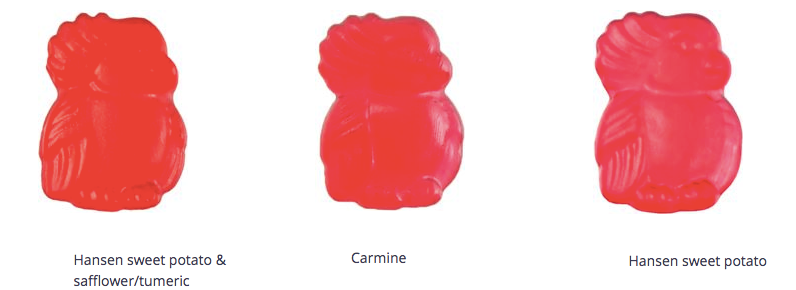 Hansen sweet potato &
safflower/tumeric
Carmine
Hansen sweet potato